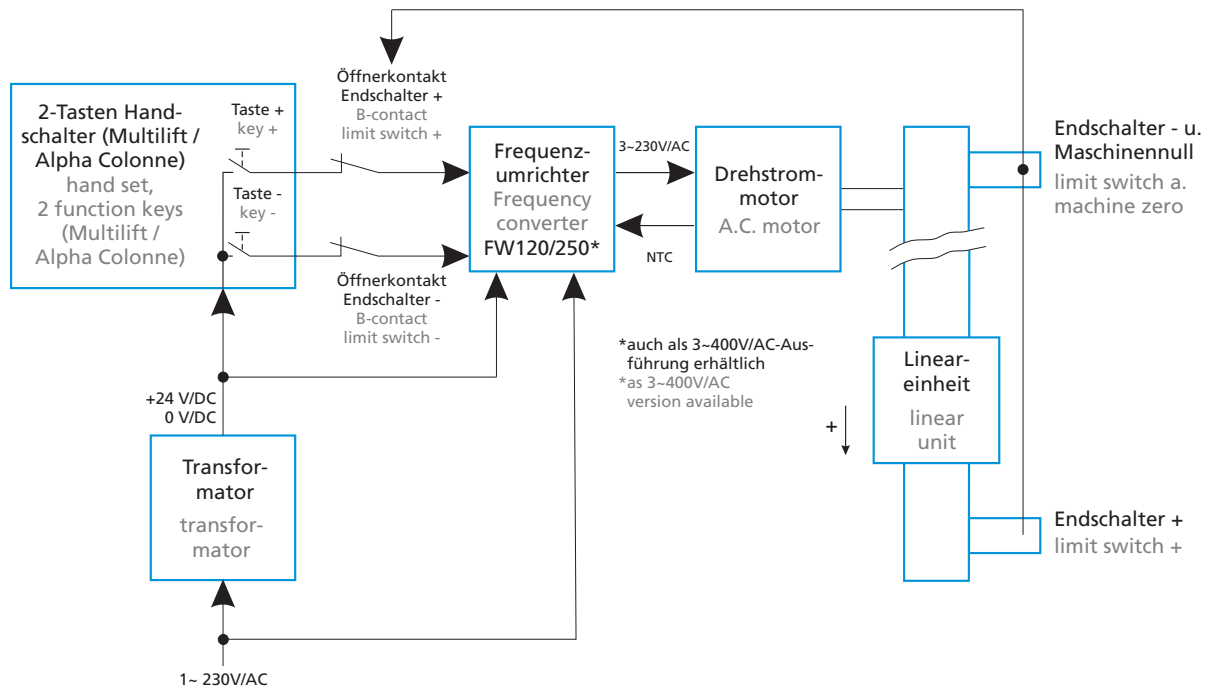 Öffnerkontakt
Endschalter +
B-contact
limit switch +
2-Tasten Hand-
schalter (Multilift /
Alpha Colonne)
hand set,
2 function keys
(Multilift /
Alpha Colonne)
Taste +
key +
Taste -
key -
Öffnerkontakt
Endschalter -
B-contact
limit switch -
Frequenz-
umrichter
Frequency
converter
FW120/250*
3~230V/AC
NTC
Drehstrom-
motor
A.C. motor
Endschalter - u.
Maschinennull
limit switch a.
machine zero
*auch als 3~400V/AC-Aus-
führung erhältlich
*as 3~400V/AC
version available
+
Linear-
einheit
linear
unit
Endschalter +
limit switch +
+24 V/DC
0 V/DC
Transfor-
mator
transfor-
mator
1~ 230V/AC